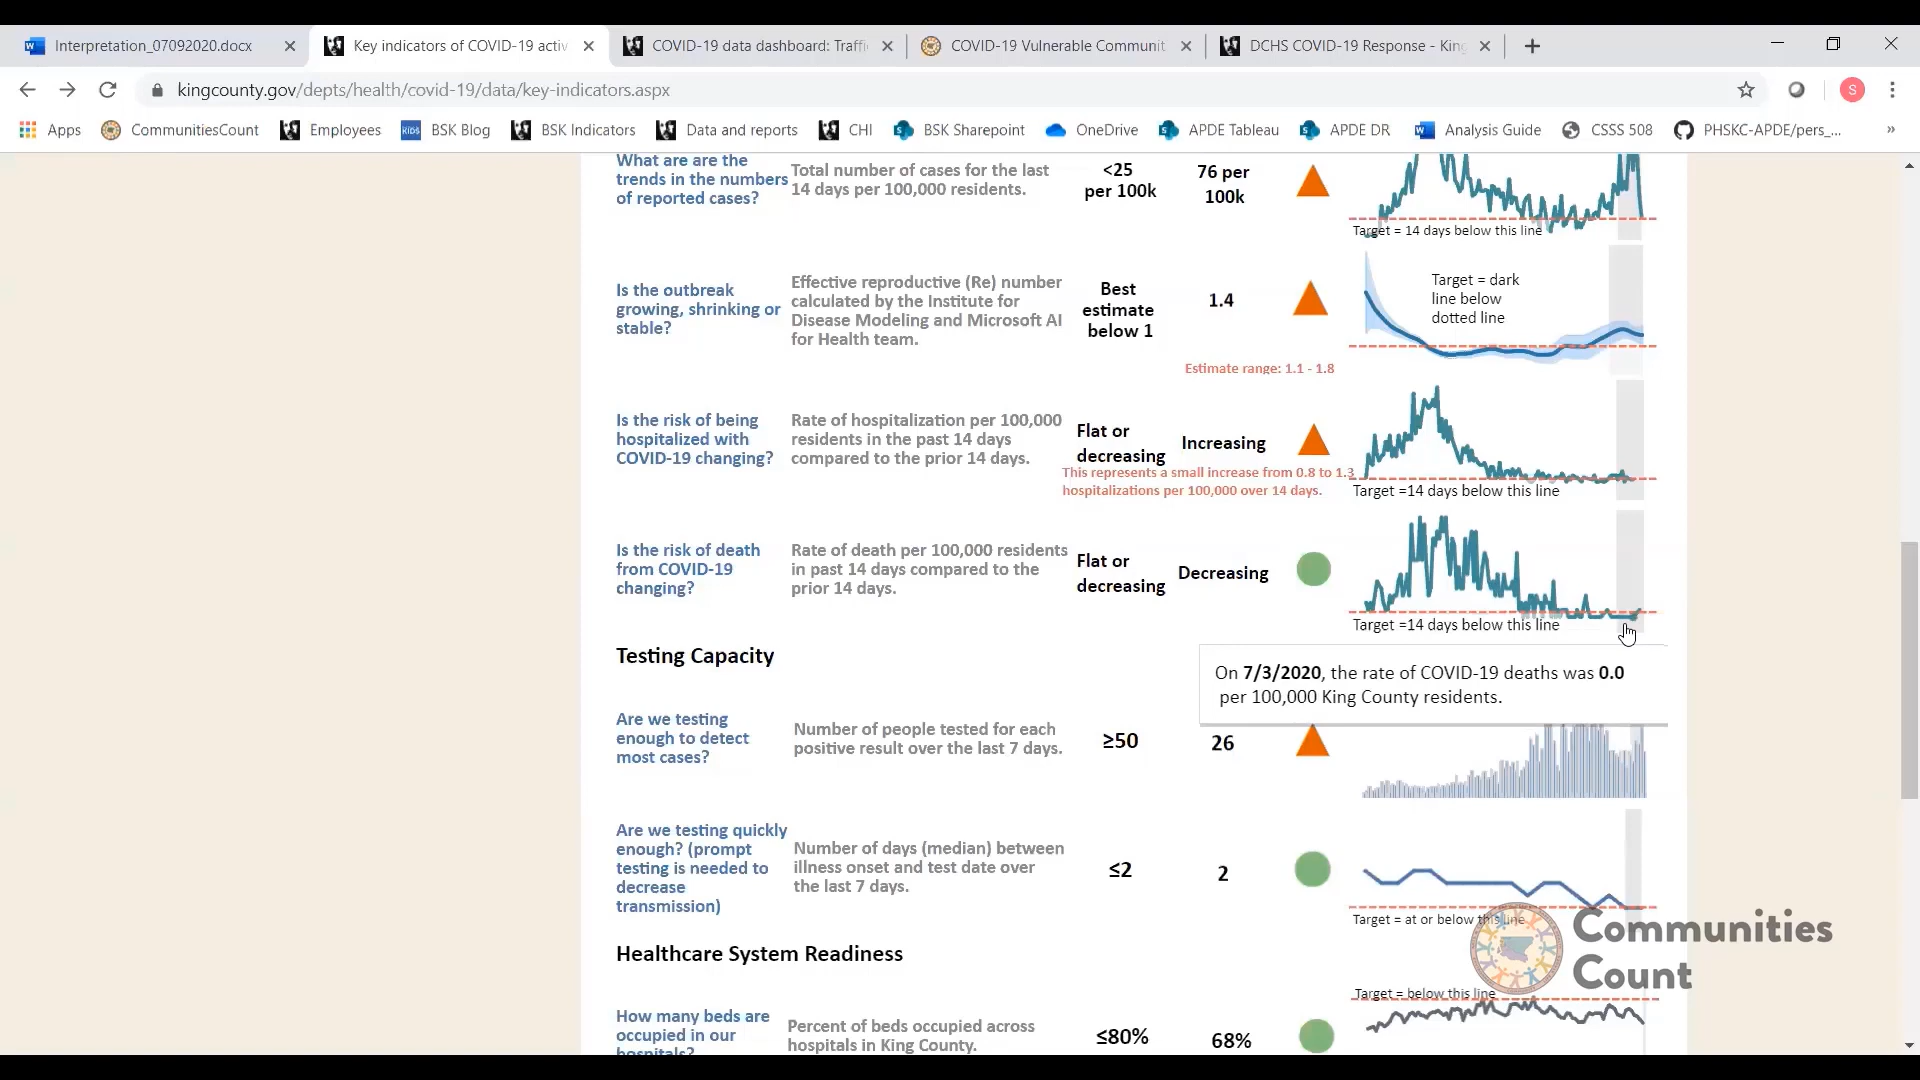 Interpretation_07092020.docx
Key indicators of COVID-19 activ
COVID-19 data dashboard: Traffi
COVID-19 Vulnerable Communit
DCHS COVID-19 Response - King
kingcounty.gov/depts/health/covid-19/data/key-indicators.aspx
S
Apps
CommunitiesCount
Employees
KIDS
BSK Blog
BSK Indicators
Data and reports
CHI
BSK Sharepoint
OneDrive
APDE Tableau
APDE DR
Analysis Guide
CSSS 508
PHSKC-APDE/pers_...
»
What are are the
trends in the numbers
of reported cases?
Total number of cases for the last
14 days per 100,000 residents.
<25
per 100k
76 per
100k
Target = 14 days below this line
Is the outbreak
growing, shrinking or
stable?
Effective reproductive (Re) number
calculated by the Institute for
Disease Modeling and Microsoft AI
for Health team.
Best
estimate
below 1
1.4
Estimate range: 1.1 - 1.8
Target = dark
line below
dotted line
Is the risk of being
hospitalized with
COVID-19 changing?
Rate of hospitalization per 100,000
residents in the past 14 days
compared to the prior 14 days.
Flat or
decreasing
Increasing
This represents a small increase from 0.8 to 1.3
hospitalizations per 100,000 over 14 days.
Target =14 days below this line
Is the risk of death
from COVID-19
changing?
Rate of death per 100,000 residents
in past 14 days compared to the
prior 14 days.
Flat or
decreasing
Decreasing
Target =14 days below this line
Testing Capacity
On 7/3/2020, the rate of COVID-19 deaths was 0.0
per 100,000 King County residents.
Are we testing
enough to detect
most cases?
Number of people tested for each
positive result over the last 7 days.
≥50
26
Are we testing quickly
enough? (prompt
testing is needed to
decrease
transmission)
Number of days (median) between
illness onset and test date over
the last 7 days.
≤2
2
Target = at or below this line
Communities
Count
Healthcare System Readiness
Target = below this line
How many beds are
occupied in our
hospitals?
Percent of beds occupied across
hospitals in King County.
≤80%
68%